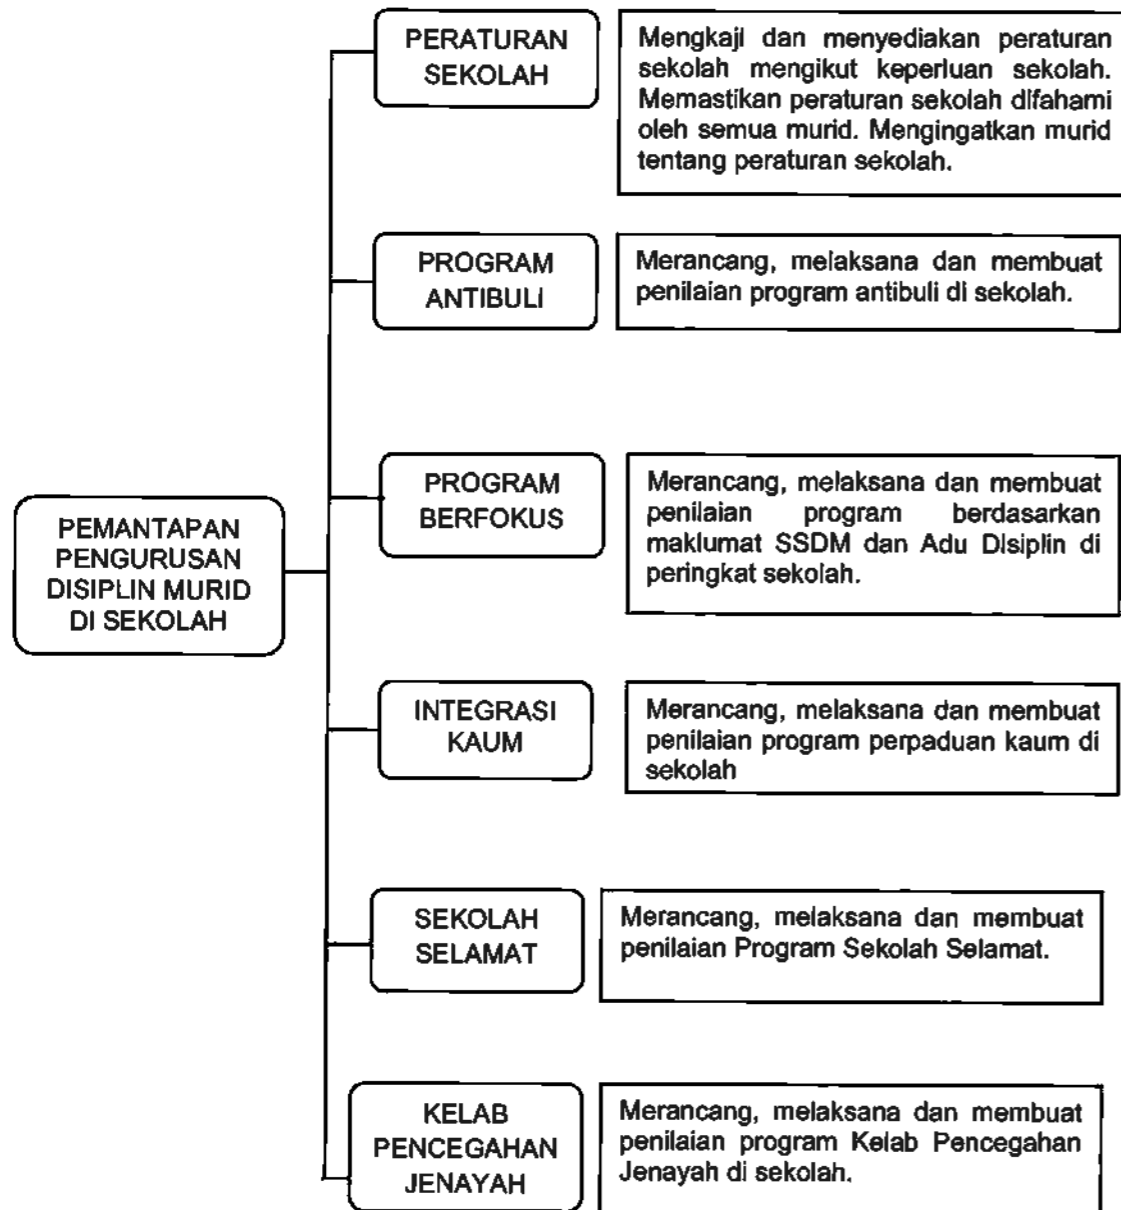 PERATURAN
SEKOLAH
Mengkaji dan menyediakan peraturan
sekolah mengikut keperluan sekolah.
Memastikan peraturan sekolah difahami
oleh semua murid. Mengingatkan murid
tentang peraturan sekolah.
PROGRAM
ANTIBULI
Merancang, melaksana dan membuat
penilaian program antibuli di sekolah.
PROGRAM
BERFOKUS
Merancang, melaksana dan membuat
penilaian program berdasarkan
maklumat SSDM dan Adu Disiplin di
peringkat sekolah.
PEMANTAPAN
PENGURUSAN
DISIPLIN MURID
DI SEKOLAH
INTEGRASI
KAUM
Merancang, melaksana dan membuat
penilaian program perpaduan kaum di
sekolah
SEKOLAH
SELAMAT
Merancang, melaksana dan membuat
penilaian Program Sekolah Selamat.
KELAB
PENCEGAHAN
JENAYAH
Merancang, melaksana dan membuat
penilaian program Kelab Pencegahan
Jenayah di sekolah.